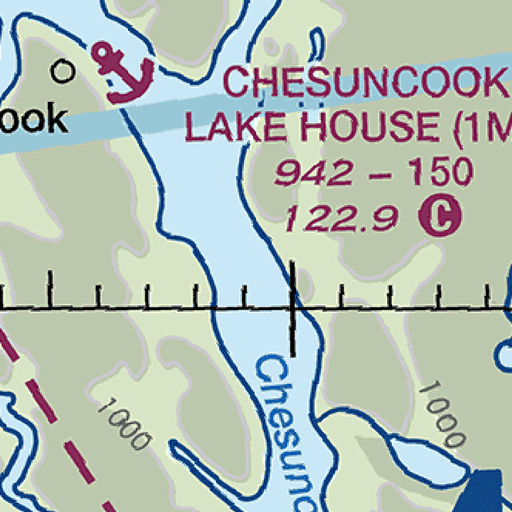 CHESUNCOOK
ook
LAKE HOUSE (1M
942 – 150
122.9 C
Chesunc
1000
1000